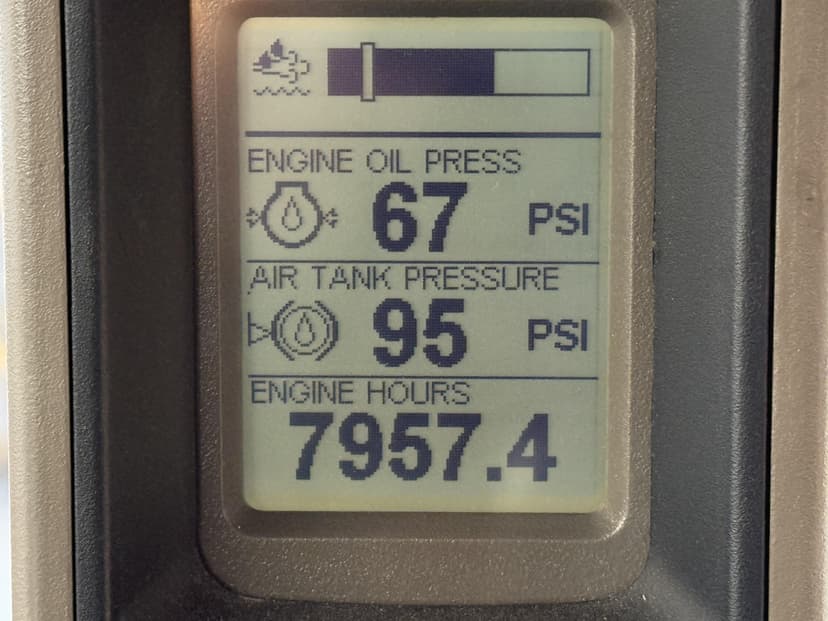 ENGINE OIL PRESS
67 PSI
AIR TANK PRESSURE
95 PSI
ENGINE HOURS
7957.4